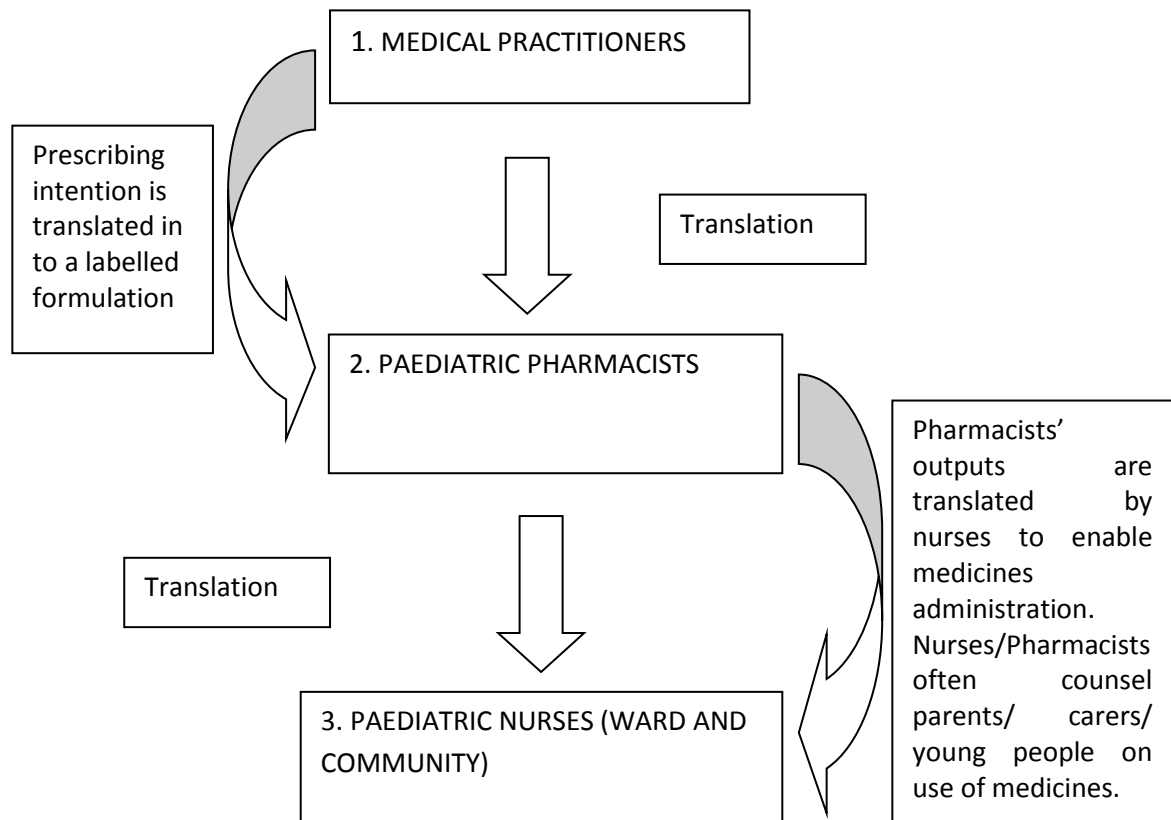 1. MEDICAL PRACTITIONERS
Prescribing
intention is
translated in
to a labelled
formulation
Translation
2. PAEDIATRIC PHARMACISTS
Pharmacists’
outputs are
translated by
nurses to enable
medicines
administration.
Nurses/Pharmacists
often counsel
parents/ carers/
young people on
use of medicines.
Translation
3. PAEDIATRIC NURSES (WARD AND
COMMUNITY)